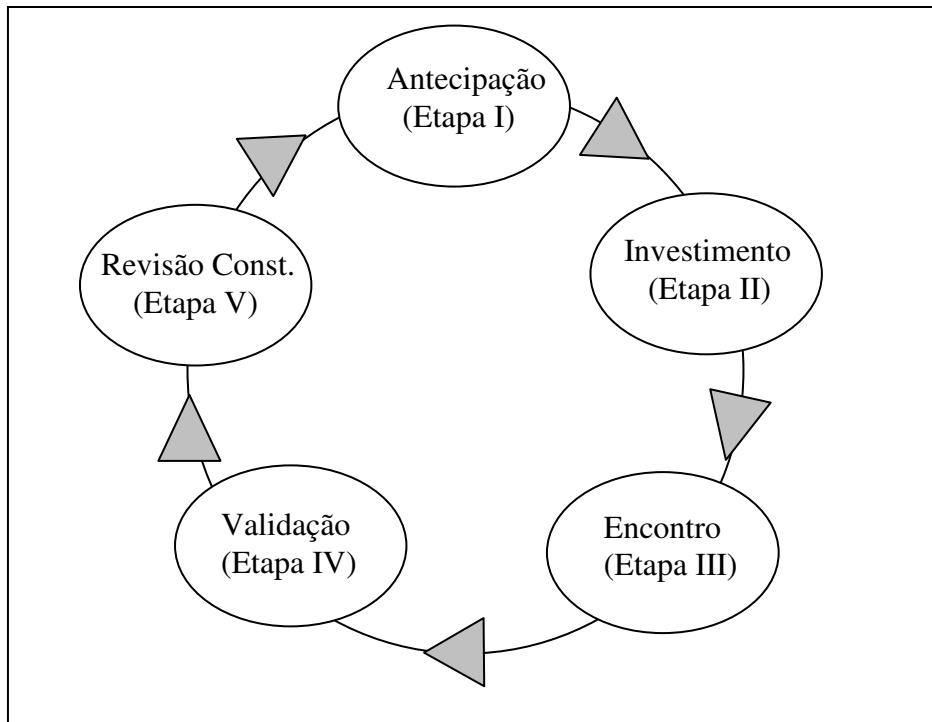 Antecipação
(Etapa I)
Investimento
(Etapa II)
Encontro
(Etapa III)
Validação
(Etapa IV)
Revisão Const.
(Etapa V)